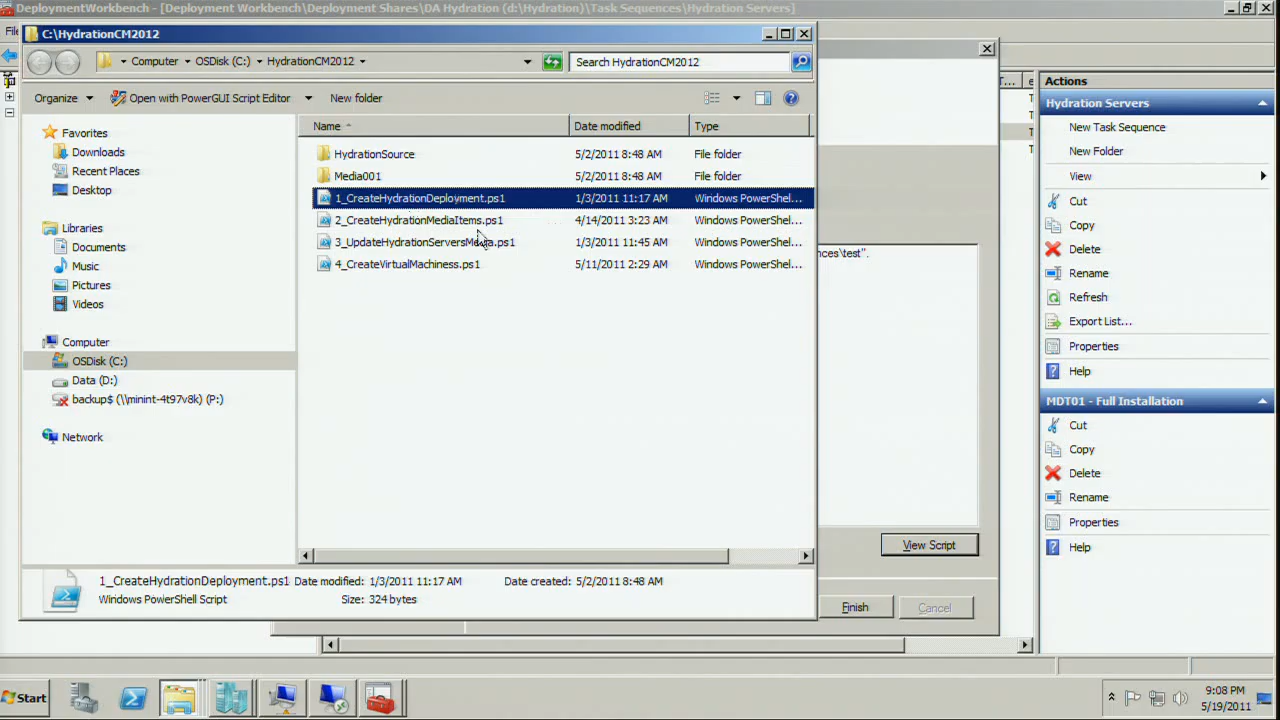 DeploymentWorkbench - [Deployment Workbench\Deployment Shares\DA Hydration (d:\Hydration)\Task Sequences\Hydration Servers]
C:\HydrationCM2012
Computer OSDisk (C:) HydrationCM2012
Search HydrationCM2012
Organize Open with PowerGUI Script Editor New folder
Name Date modified Type
HydrationSource 5/2/2011 8:48 AM File folder
Media001 5/2/2011 8:48 AM File folder
1_CreateHydrationDeployment.ps1 1/3/2011 11:17 AM Windows PowerShel...
2_CreateHydrationMediaItems.ps1 4/14/2011 3:23 AM Windows PowerShel...
3_UpdateHydrationServersMedia.ps1 1/3/2011 11:45 AM Windows PowerShel...
4_CreateVirtualMachiness.ps1 5/11/2011 2:29 AM Windows PowerShel...
Favorites
Downloads
Recent Places
Desktop
Libraries
Documents
Music
Pictures
Videos
Computer
OSDisk (C:)
Data (D:)
backup$ (\\minint-4t97v8k) (P:)
Network
1_CreateHydrationDeployment.ps1 Date modified: 1/3/2011 11:17 AM Date created: 5/2/2011 8:48 AM
Windows PowerShell Script Size: 324 bytes
nces\test".
View Script
Finish Cancel
Actions
Hydration Servers
New Task Sequence
New Folder
View
Cut
Copy
Delete
Rename
Refresh
Export List...
Properties
Help
MDT01 - Full Installation
Cut
Copy
Delete
Rename
Properties
Help
Start
9:08 PM
5/19/2011